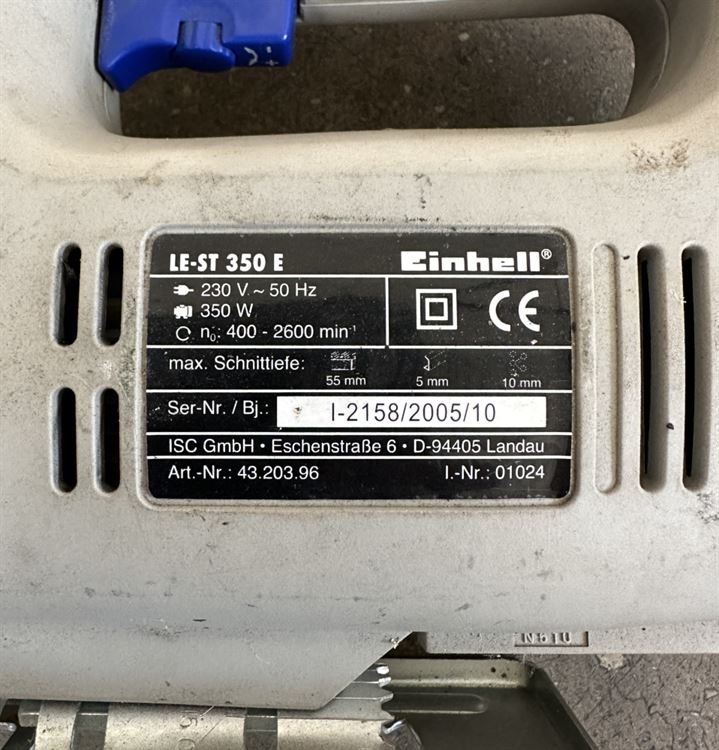 LE-ST 350 E
Einhell®
230 V ~ 50 Hz
350 W
n₀: 400 - 2600 min⁻¹
CE
max. Schnittiefe:
55 mm 5 mm 10 mm
Ser-Nr. / Bj.: I-2158/2005/10
ISC GmbH • Eschenstraße 6 • D-94405 Landau
Art.-Nr.: 43.203.96 I.-Nr.: 01024